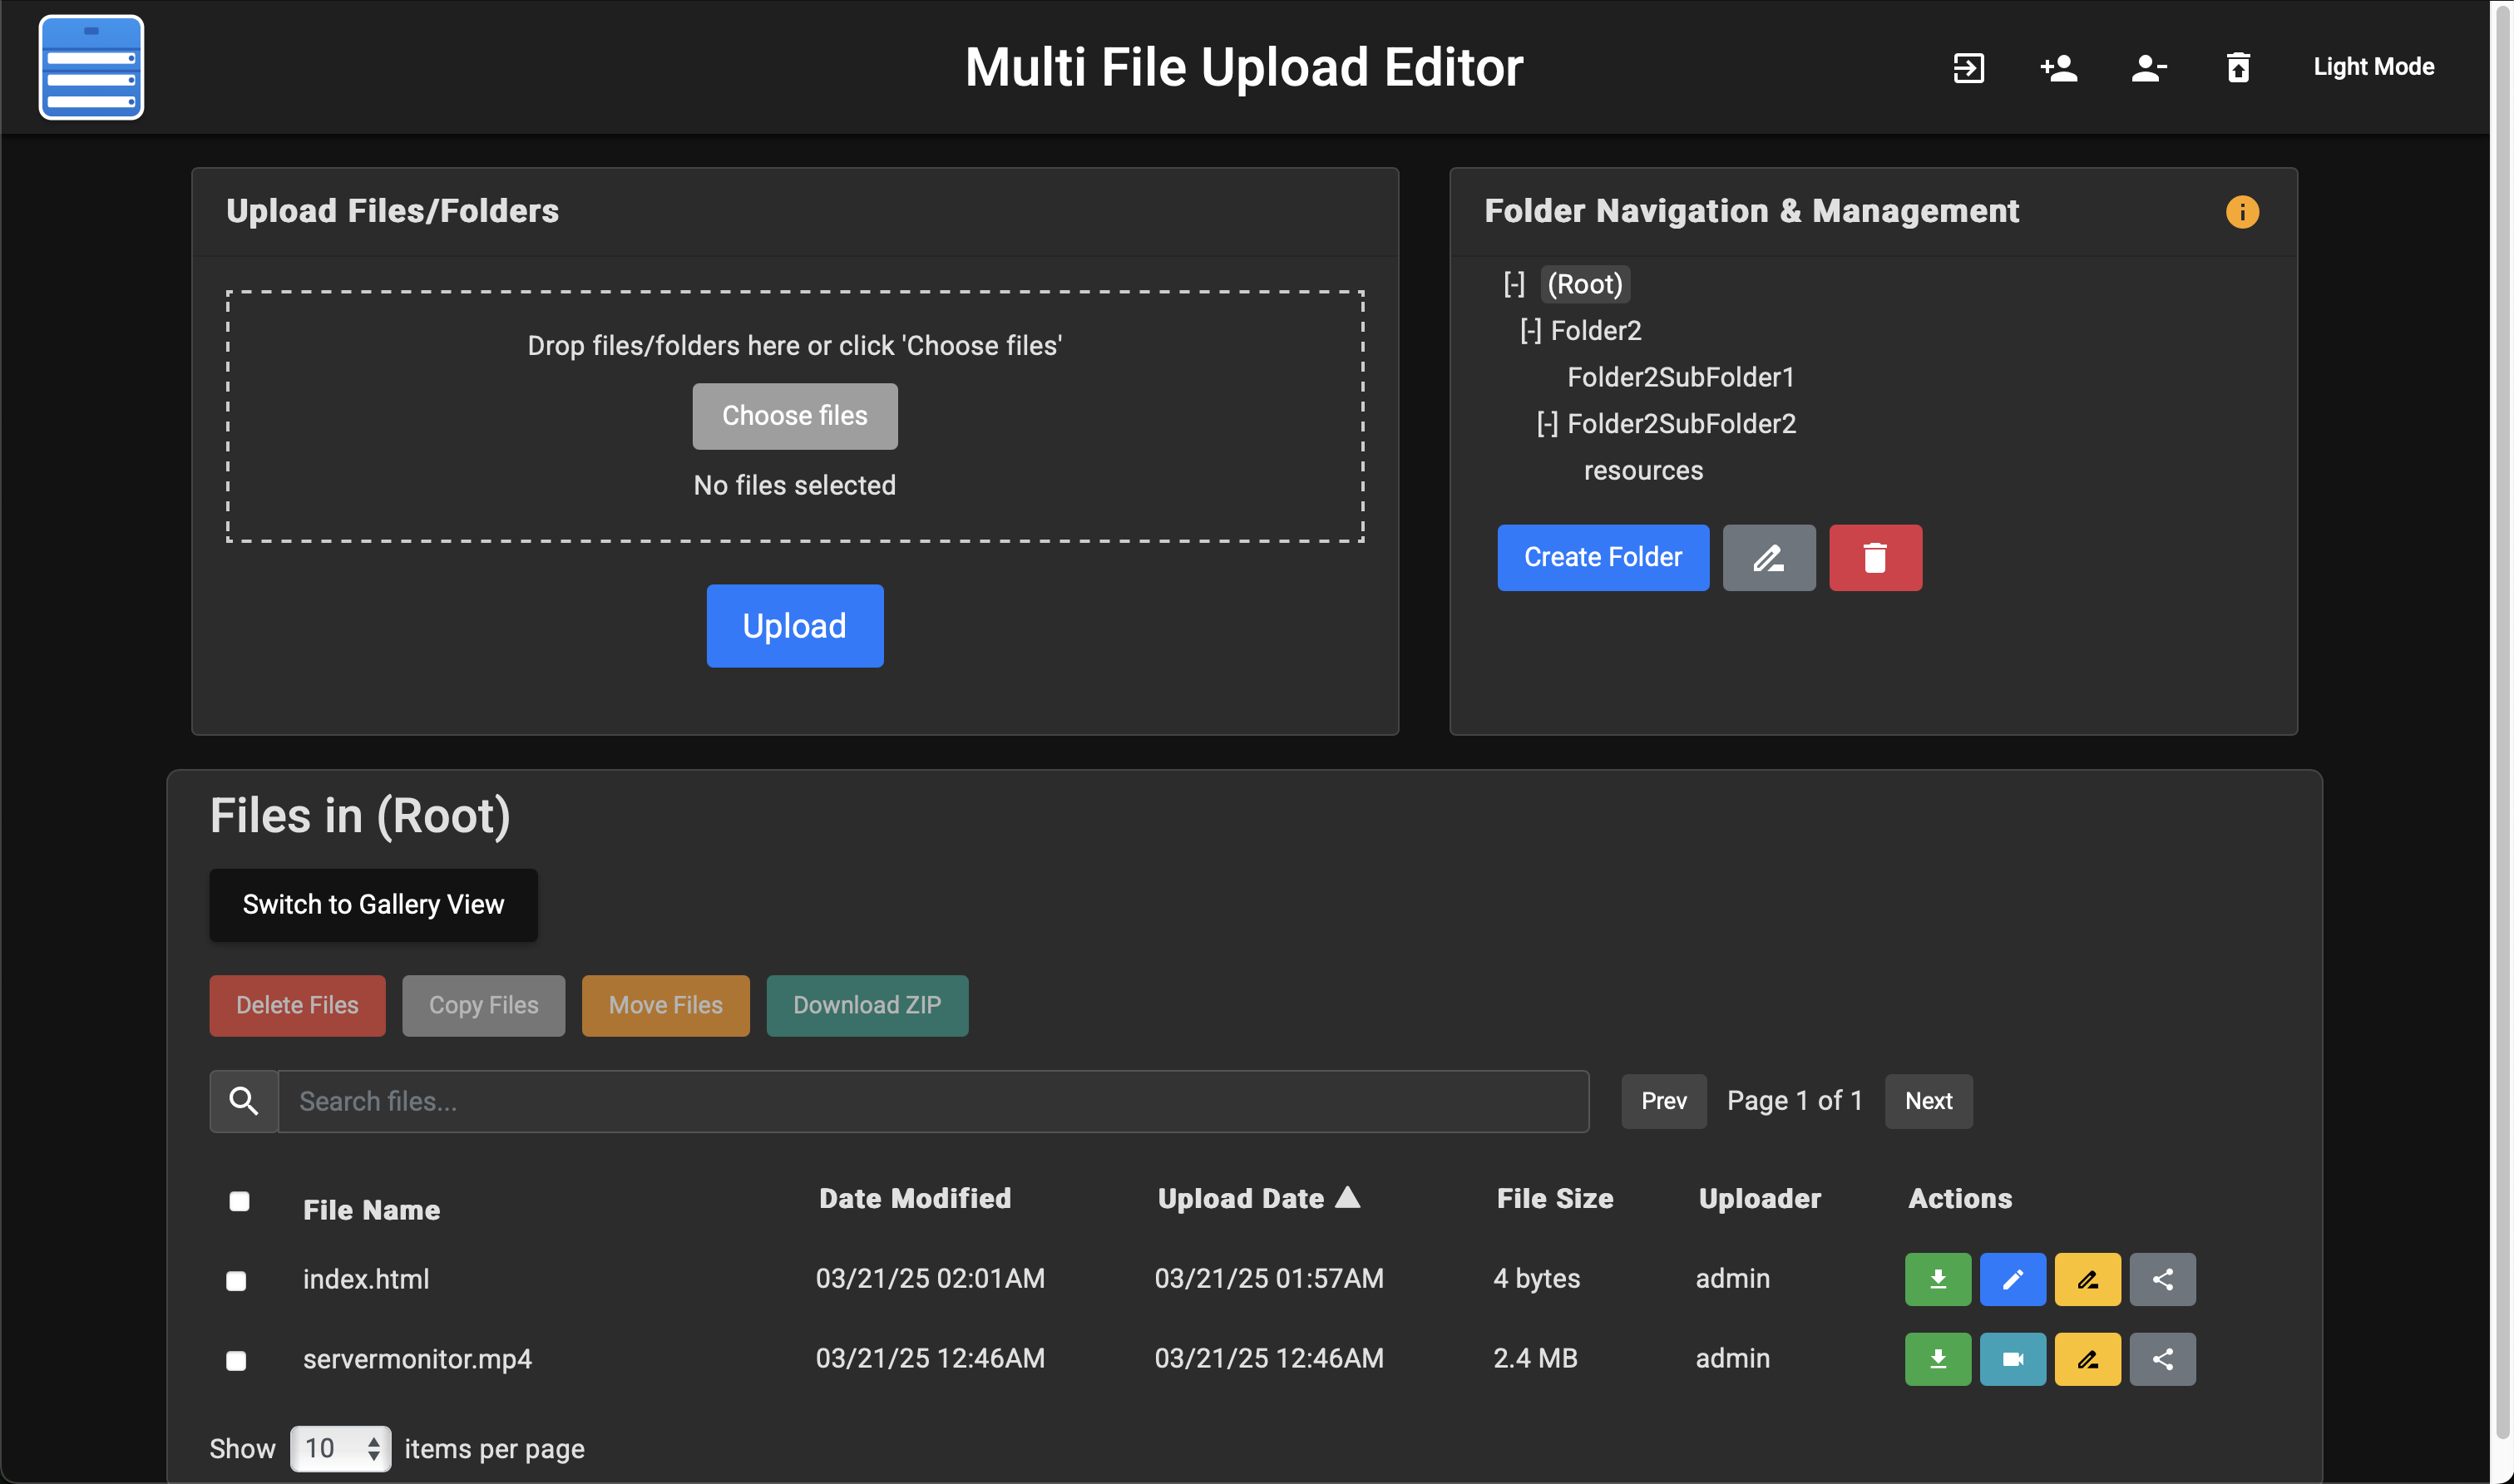 Multi File Upload Editor
Light Mode
Upload Files/Folders
Drop files/folders here or click 'Choose files'
Choose files
No files selected
Upload
Folder Navigation & Management
[-] (Root)
[-] Folder2
Folder2SubFolder1
[-] Folder2SubFolder2
resources
Create Folder
Files in (Root)
Switch to Gallery View
Delete Files Copy Files Move Files Download ZIP
Search files... Prev Page 1 of 1 Next
File Name Date Modified Upload Date ▲ File Size Uploader Actions
index.html 03/21/25 02:01AM 03/21/25 01:57AM 4 bytes admin
servermonitor.mp4 03/21/25 12:46AM 03/21/25 12:46AM 2.4 MB admin
Show 10 items per page